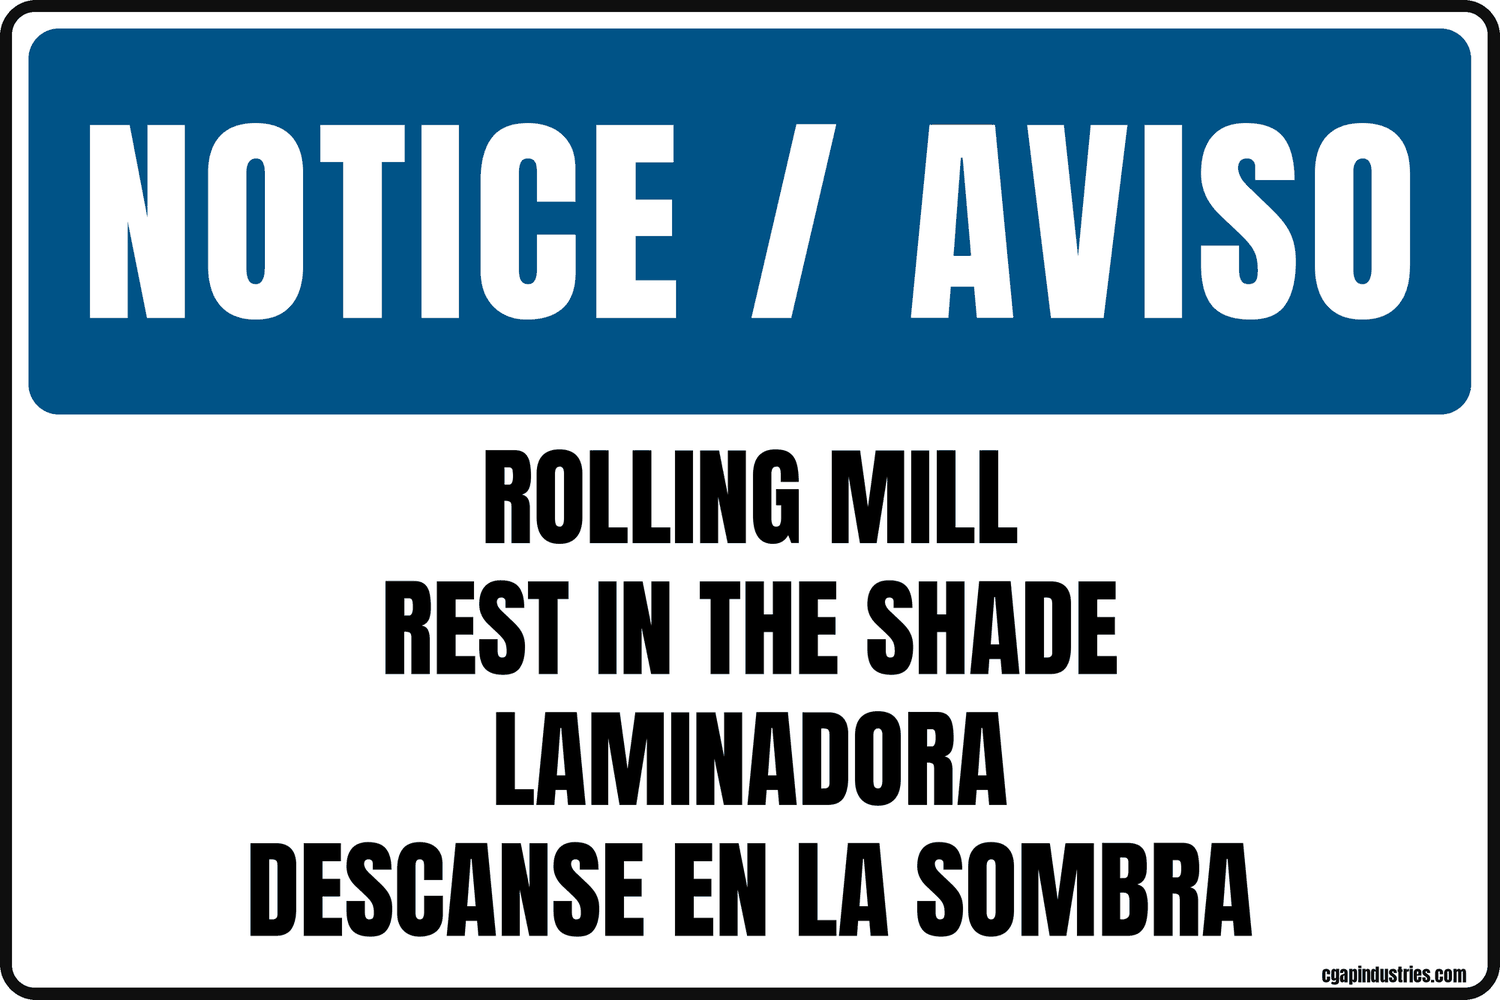 NOTICE / AVISO
ROLLING MILL
REST IN THE SHADE
LAMINADORA
DESCANSE EN LA SOMBRA
cgapindustries.com